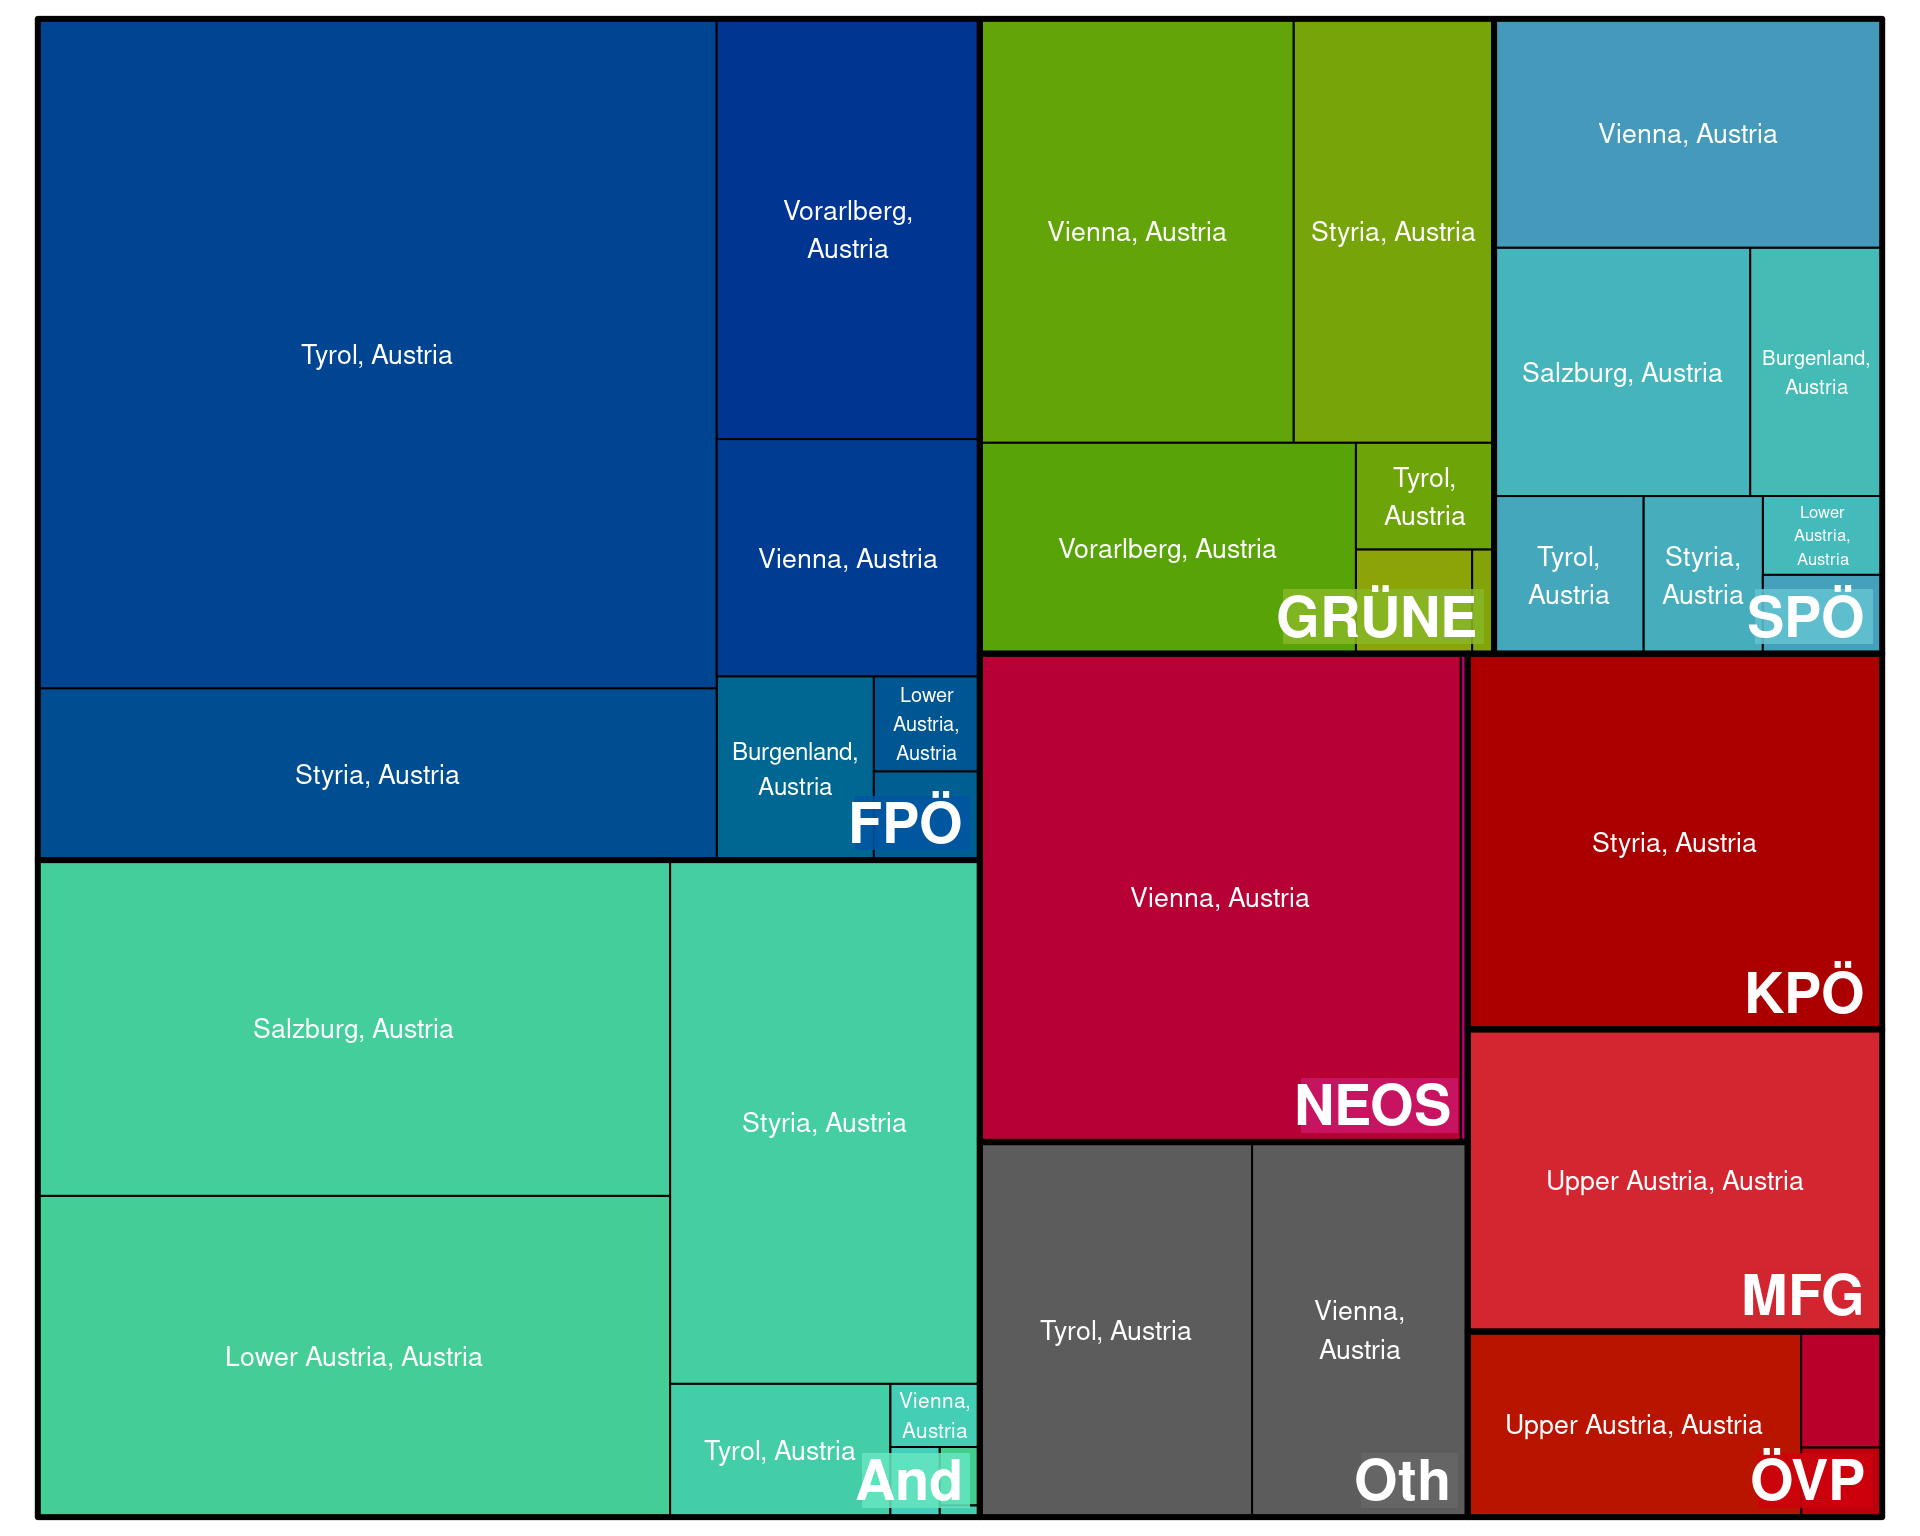 Tyrol, Austria
Styria, Austria
Vorarlberg,
Austria
Vienna, Austria
Burgenland,
Austria
Lower
Austria,
Austria
FPÖ
Salzburg, Austria
Lower Austria, Austria
Styria, Austria
Tyrol, Austria
Vienna,
Austria
And
Vienna, Austria
Styria, Austria
Vorarlberg, Austria
Tyrol,
Austria
GRÜNE
Vienna, Austria
Salzburg, Austria
Burgenland,
Austria
Tyrol,
Austria
Styria,
Austria
Lower
Austria,
Austria
SPÖ
Vienna, Austria
NEOS
Styria, Austria
KPÖ
Tyrol, Austria
Vienna,
Austria
Oth
Upper Austria, Austria
MFG
Upper Austria, Austria
ÖVP